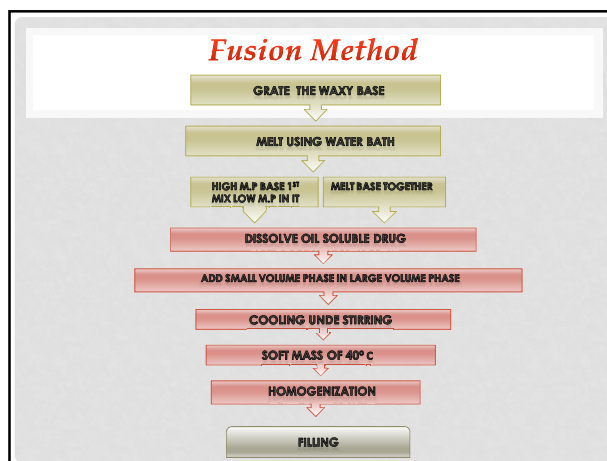 Fusion Method
GRATE THE WAXY BASE
MELT USING WATER BATH
HIGH M.P BASE 1ST
MIX LOW M.P IN IT
MELT BASE TOGETHER
DISSOLVE OIL SOLUBLE DRUG
ADD SMALL VOLUME PHASE IN LARGE VOLUME PHASE
COOLING UNDE STIRRING
SOFT MASS OF 40° C
HOMOGENIZATION
FILLING